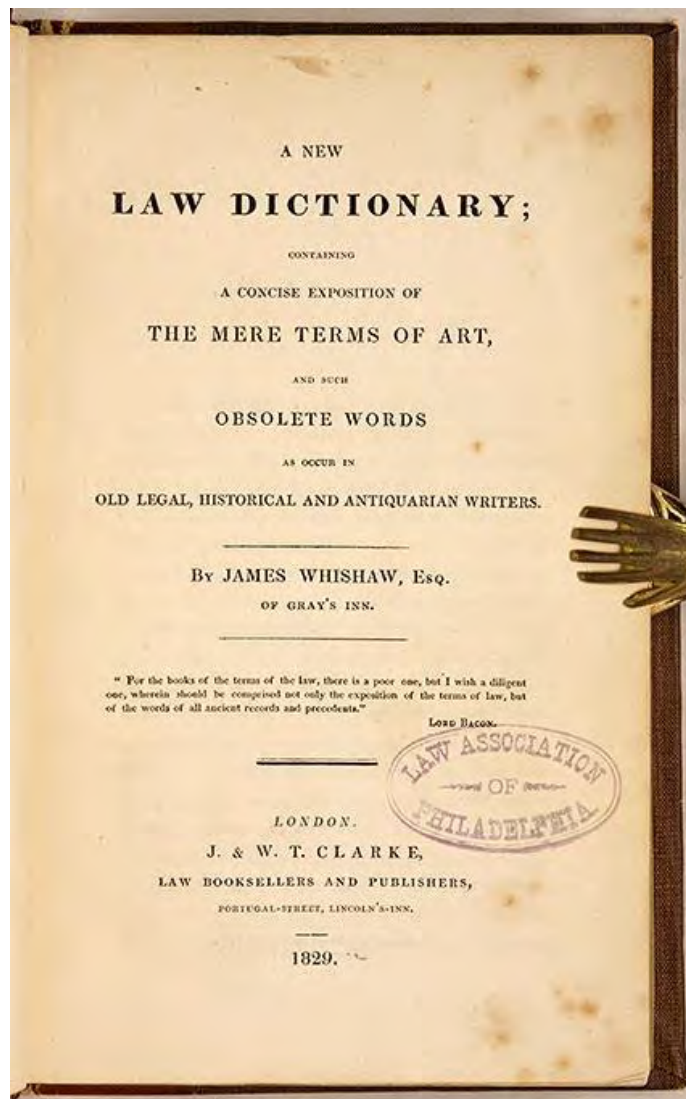 A NEW
LAW DICTIONARY;
CONTAINING
A CONCISE EXPOSITION OF
THE MERE TERMS OF ART,
AND SUCH
OBSOLETE WORDS
AS OCCUR IN
OLD LEGAL, HISTORICAL AND ANTIQUARIAN WRITERS.
BY JAMES WHISHAW, ESQ.
OF GRAY'S INN.
" For the books of the terms of the law, there is a poor one, but I wish a diligent
one, wherein should be comprised not only the exposition of the terms of law, but
of the words of all ancient records and precedents."
LORD BACON.
LAW ASSOCIATION
OF
PHILADELPHIA
LONDON.
J. & W. T. CLARKE,
LAW BOOKSELLERS AND PUBLISHERS,
PORTUGAL-STREET, LINCOLN'S-INN.
1829.